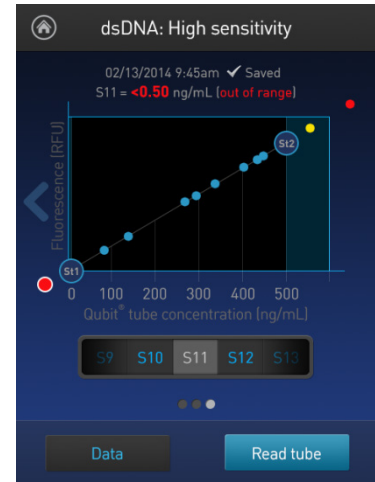 dsDNA: High sensitivity
02/13/2014 9:45am ✓ Saved
S11 = <0.50 ng/mL (out of range)
Fluorescence (RFU)
St2
St1
0 100 200 300 400 500
Qubit® tube concentration (ng/mL)
S9 S10 S11 S12 S13
Data Read tube